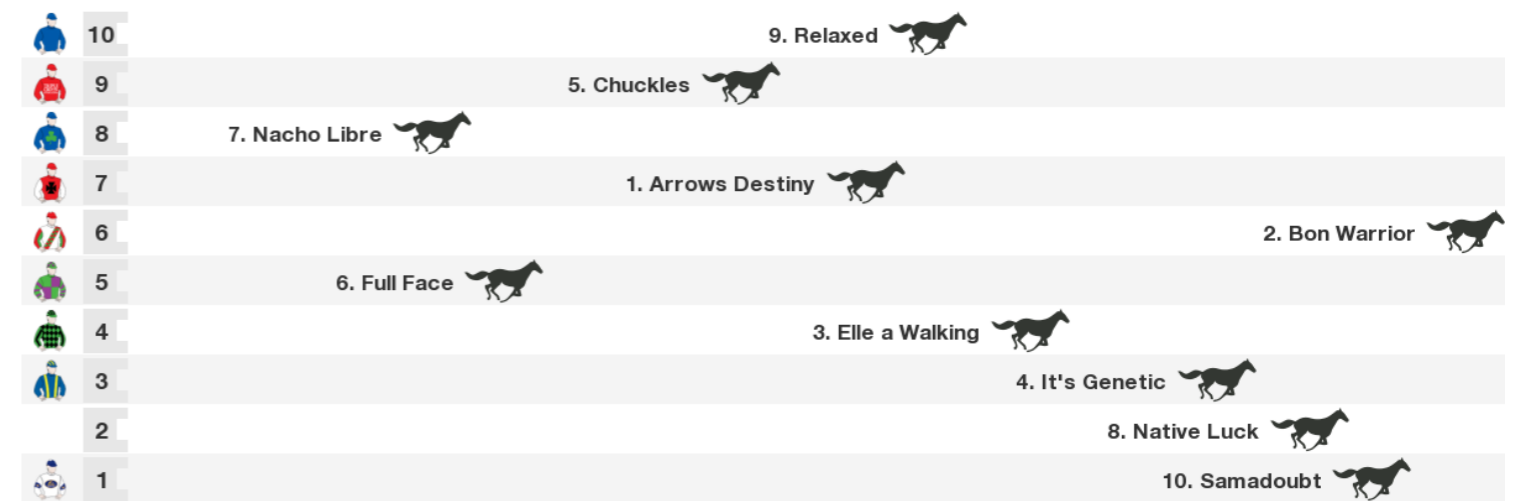 10 9. Relaxed
9 5. Chuckles
8 7. Nacho Libre
7 1. Arrows Destiny
6 2. Bon Warrior
5 6. Full Face
4 3. Elle a Walking
3 4. It's Genetic
2 8. Native Luck
1 10. Samadoubt